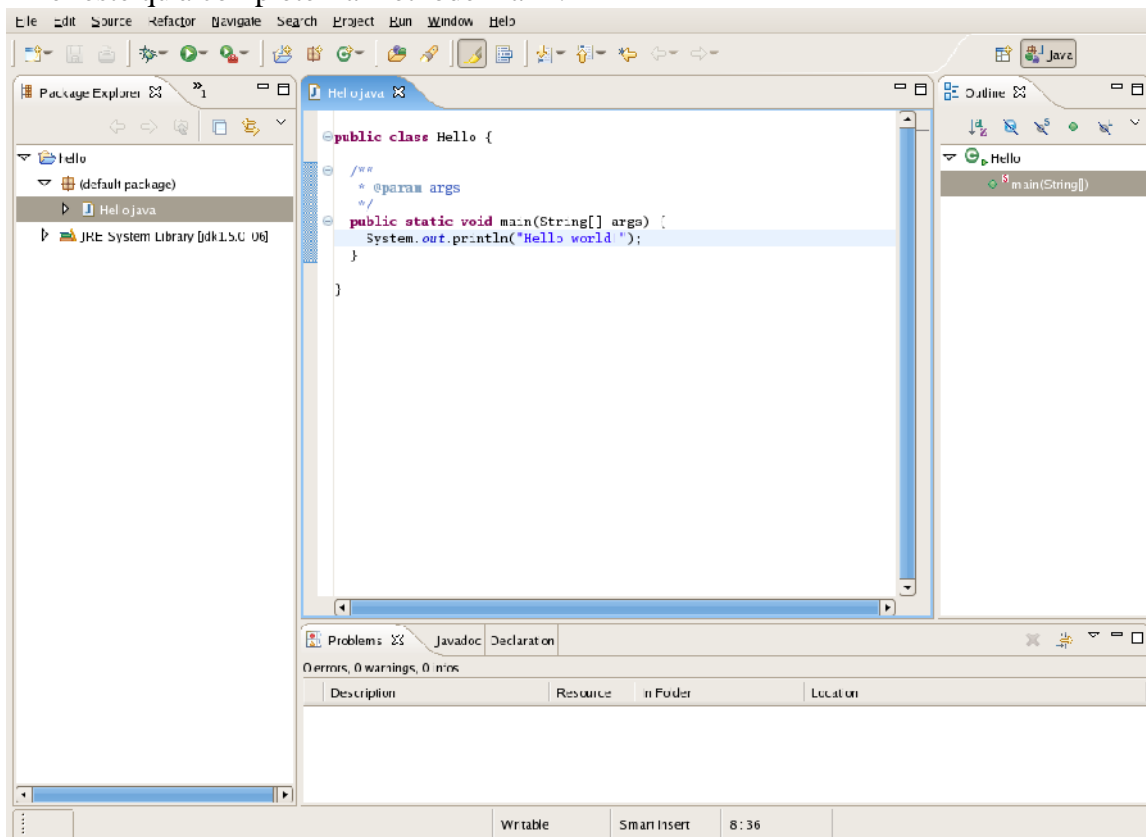 File Edit Source Refactor Navigate Search Project Run Window Help
Java
Package Explorer
»1
Hello.java
Outline
hello
(default package)
Hello.java
JRE System Library [jdk1.5.0_06]
public class Hello {
/**
* @param args
*/
public static void main(String[] args) {
System.out.println("Hello world!");
}
}
Hello
S
main(String[])
Problems Javadoc Declaration
0 errors, 0 warnings, 0 infos
Description Resource In Folder Location
Writable Smart Insert 8 : 36